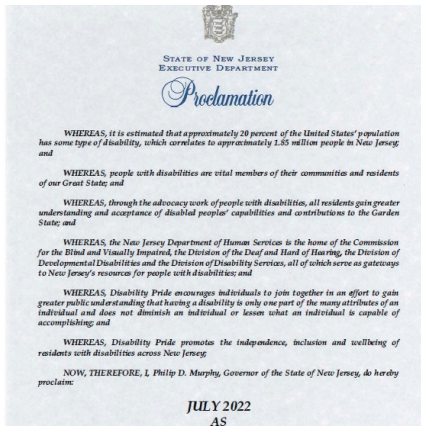 STATE OF NEW JERSEY
EXECUTIVE DEPARTMENT
Proclamation
WHEREAS, it is estimated that approximately 20 percent of the United States' population
has some type of disability, which correlates to approximately 1.85 million people in New Jersey;
and
WHEREAS, people with disabilities are vital members of their communities and residents
of our Great State; and
WHEREAS, through the advocacy work of people with disabilities, all residents gain greater
understanding and acceptance of disabled peoples' capabilities and contributions to the Garden
State; and
WHEREAS, the New Jersey Department of Human Services is the home of the Commission
for the Blind and Visually Impaired, the Division of the Deaf and Hard of Hearing, the Division of
Developmental Disabilities and the Division of Disability Services, all of which serve as gateways
to New Jersey's resources for people with disabilities; and
WHEREAS, Disability Pride encourages individuals to join together in an effort to gain
greater public understanding that having a disability is only one part of the many attributes of an
individual and does not diminish an individual or lessen what an individual is capable of
accomplishing; and
WHEREAS, Disability Pride promotes the independence, inclusion and wellbeing of
residents with disabilities across New Jersey;
NOW, THEREFORE, I, Philip D. Murphy, Governor of the State of New Jersey, do hereby
proclaim:
JULY 2022
AS